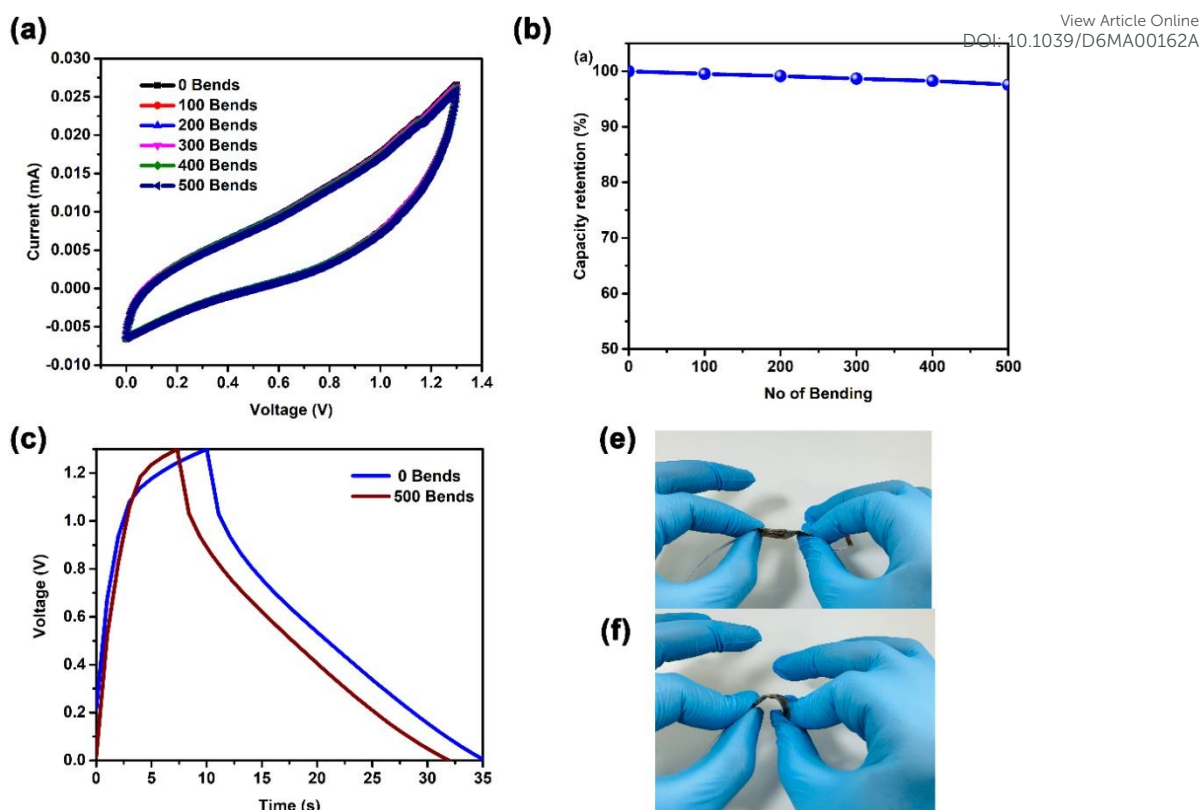 View Article Online
DOI: 10.1039/D6MA00162A
(a)
0.030
0.025
0.020
0.015
0.010
0.005
0.000
-0.005
-0.010
Current (mA)
0 Bends
100 Bends
200 Bends
300 Bends
400 Bends
500 Bends
0.0 0.2 0.4 0.6 0.8 1.0 1.2 1.4
Voltage (V)
(b)
(a)
100
90
80
70
60
50
Capacity retention (%)
0 100 200 300 400 500
No of Bending
(c)
1.2
1.0
0.8
0.6
0.4
0.2
0.0
Voltage (V)
0 Bends
500 Bends
0 5 10 15 20 25 30 35
Time (s)
(e)
(f)